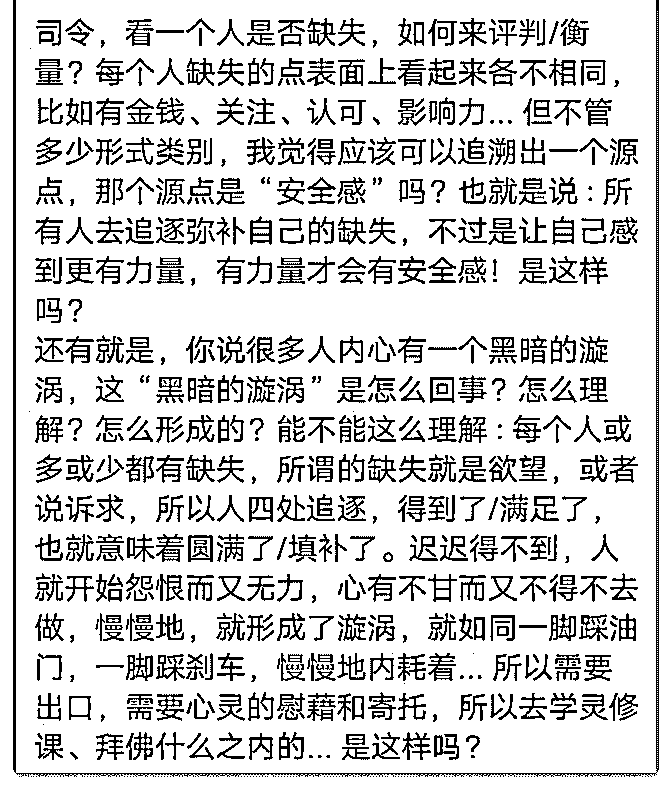 司令，看一个人是否缺失，如何来评判/衡
量？每个人缺失的点表面上看起来各不相同，
比如有金钱、关注、认可、影响力... 但不管
多少形式类别，我觉得应该可以追溯出一个源
点，那个源点是“安全感”吗？也就是说：所
有人去追逐弥补自己的缺失，不过是让自己感
到更有力量，有力量才会有安全感！是这样
吗？
还有就是，你说很多人内心有一个黑暗的漩
涡，这“黑暗的漩涡”是怎么回事？怎么理
解？怎么形成的？能不能这么理解：每个人或
多或少都有缺失，所谓的缺失就是欲望，或者
说诉求，所以人四处追逐，得到了/满足了，
也就意味着圆满了/填补了。迟迟得不到，人
就开始怨恨而又无力，心有不甘而又不得不去
做，慢慢地，就形成了漩涡，就如同一脚踩油
门，一脚踩刹车，慢慢地内耗着... 所以需要
出口，需要心灵的慰藉和寄托，所以去学灵修
课、拜佛什么之内的... 是这样吗？